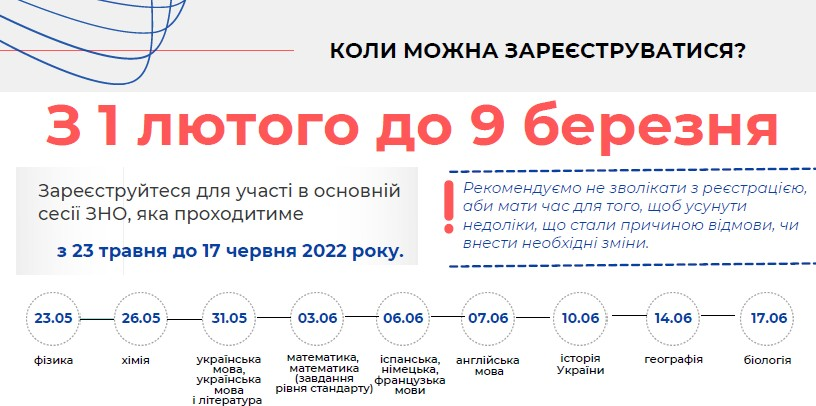 КОЛИ МОЖНА ЗАРЕЄСТРУВАТИСЯ?
З 1 лютого до 9 березня
Зареєструйтеся для участі в основній
сесії ЗНО, яка проходитиме
з 23 травня до 17 червня 2022 року.
!
Рекомендуємо не зволікати з реєстрацією,
аби мати час для того, щоб усунути
недоліки, що стали причиною відмови, чи
внести необхідні зміни.
23.05
фізика
26.05
хімія
31.05
українська
мова,
українська
мова
і література
03.06
математика,
математика
(завдання
рівня стандарту)
06.06
іспанська,
німецька,
французька
мови
07.06
англійська
мова
10.06
історія
України
14.06
географія
17.06
біологія